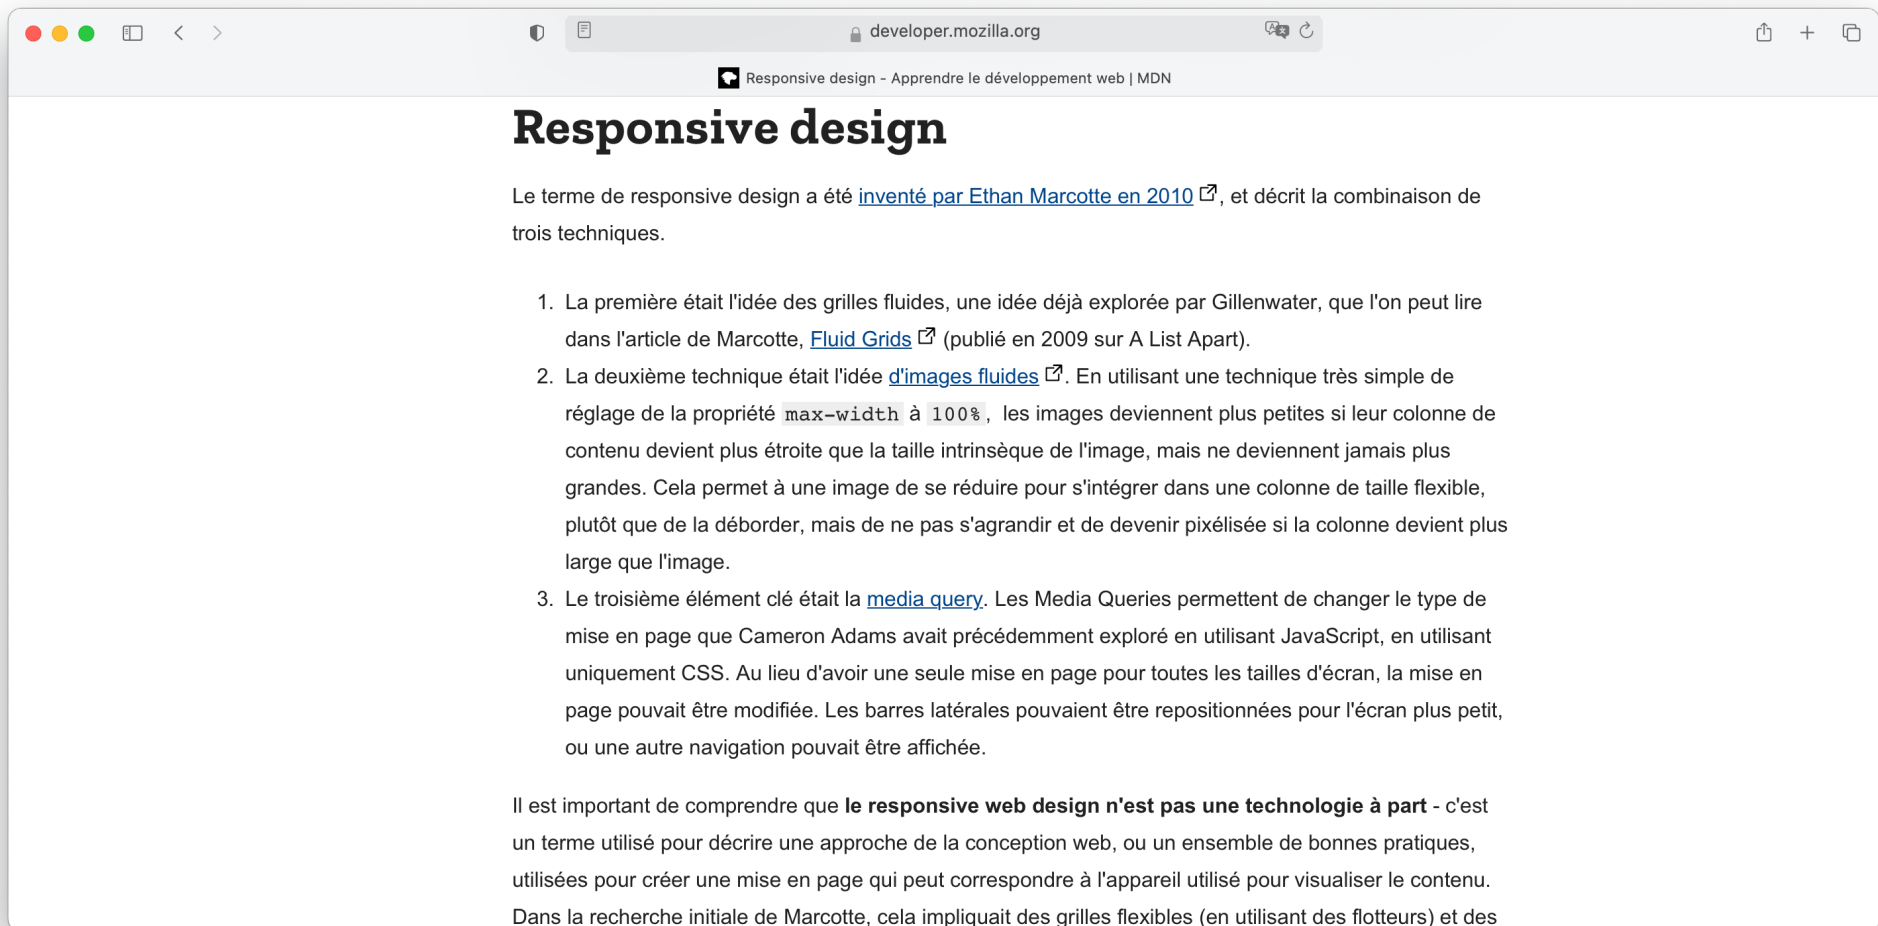 developer.mozilla.org
Responsive design - Apprendre le développement web | MDN
Responsive design
Le terme de responsive design a été inventé par Ethan Marcotte en 2010, et décrit la combinaison de
trois techniques.
1. La première était l'idée des grilles fluides, une idée déjà explorée par Gillenwater, que l'on peut lire
dans l'article de Marcotte, Fluid Grids (publié en 2009 sur A List Apart).
2. La deuxième technique était l'idée d'images fluides. En utilisant une technique très simple de
réglage de la propriété max-width à 100%, les images deviennent plus petites si leur colonne de
contenu devient plus étroite que la taille intrinsèque de l'image, mais ne deviennent jamais plus
grandes. Cela permet à une image de se réduire pour s'intégrer dans une colonne de taille flexible,
plutôt que de la déborder, mais de ne pas s'agrandir et de devenir pixélisée si la colonne devient plus
large que l'image.
3. Le troisième élément clé était la media query. Les Media Queries permettent de changer le type de
mise en page que Cameron Adams avait précédemment exploré en utilisant JavaScript, en utilisant
uniquement CSS. Au lieu d'avoir une seule mise en page pour toutes les tailles d'écran, la mise en
page pouvait être modifiée. Les barres latérales pouvaient être repositionnées pour l'écran plus petit,
ou une autre navigation pouvait être affichée.
Il est important de comprendre que le responsive web design n'est pas une technologie à part - c'est
un terme utilisé pour décrire une approche de la conception web, ou un ensemble de bonnes pratiques,
utilisées pour créer une mise en page qui peut correspondre à l'appareil utilisé pour visualiser le contenu.
Dans la recherche initiale de Marcotte, cela impliquait des grilles flexibles (en utilisant des flotteurs) et des